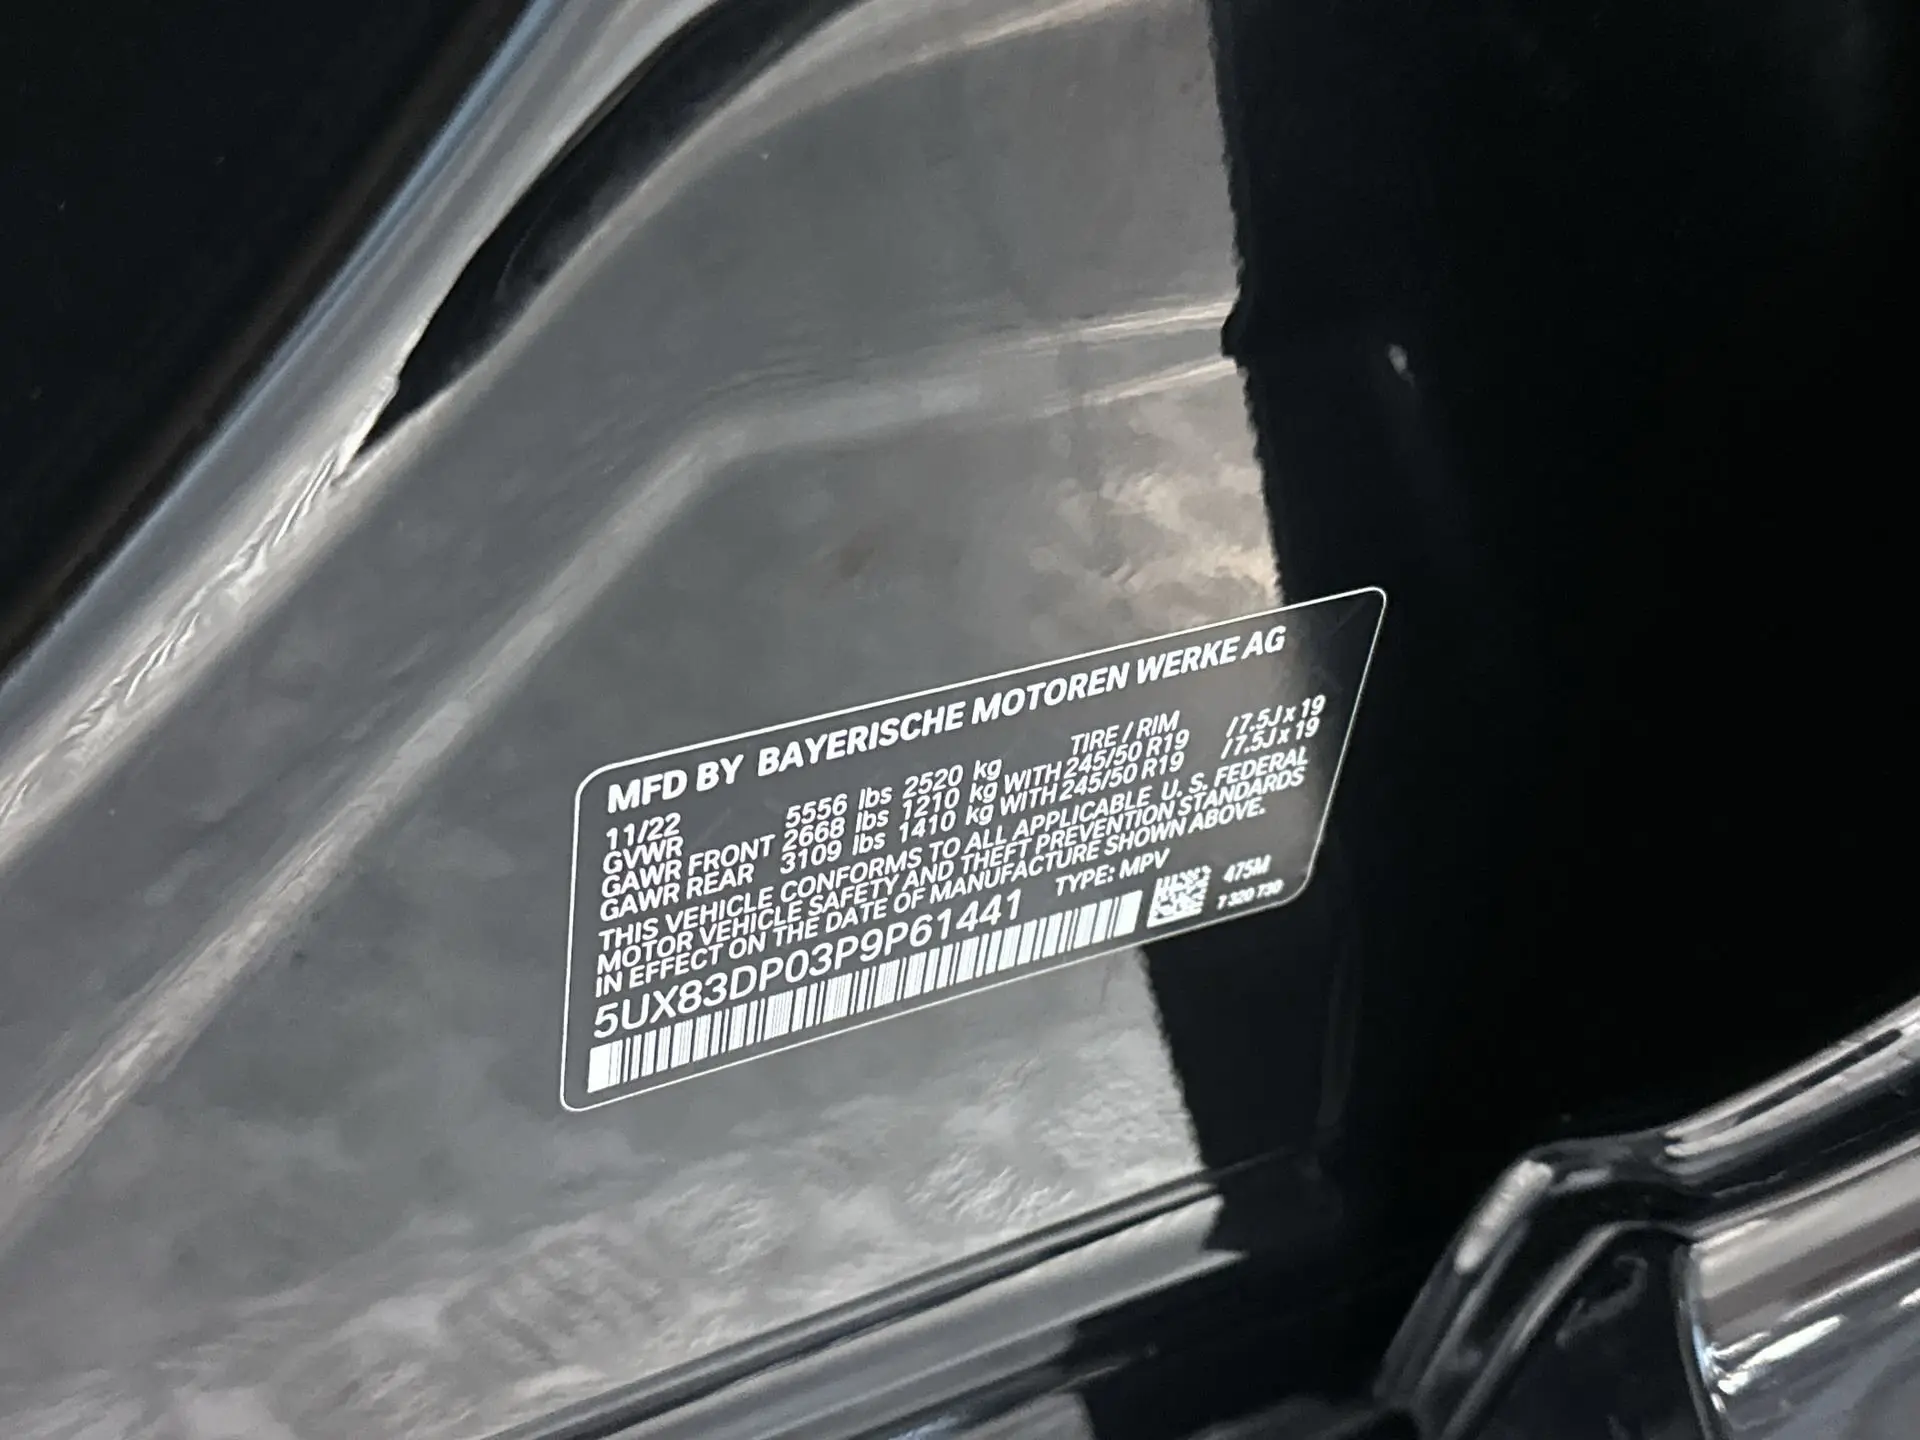 MFD BY BAYERISCHE MOTOREN WERKE AG
11/22 TIRE / RIM
GVWR 5556 lbs 2520 kg
GAWR FRONT 2668 lbs 1210 kg WITH 245/50 R19 / 7.5J x 19
GAWR REAR 3109 lbs 1410 kg WITH 245/50 R19 / 7.5J x 19
THIS VEHICLE CONFORMS TO ALL APPLICABLE U. S. FEDERAL
MOTOR VEHICLE SAFETY AND THEFT PREVENTION STANDARDS
IN EFFECT ON THE DATE OF MANUFACTURE SHOWN ABOVE.
5UX83DP03P9P61441 TYPE: MPV
475M
7 320 730